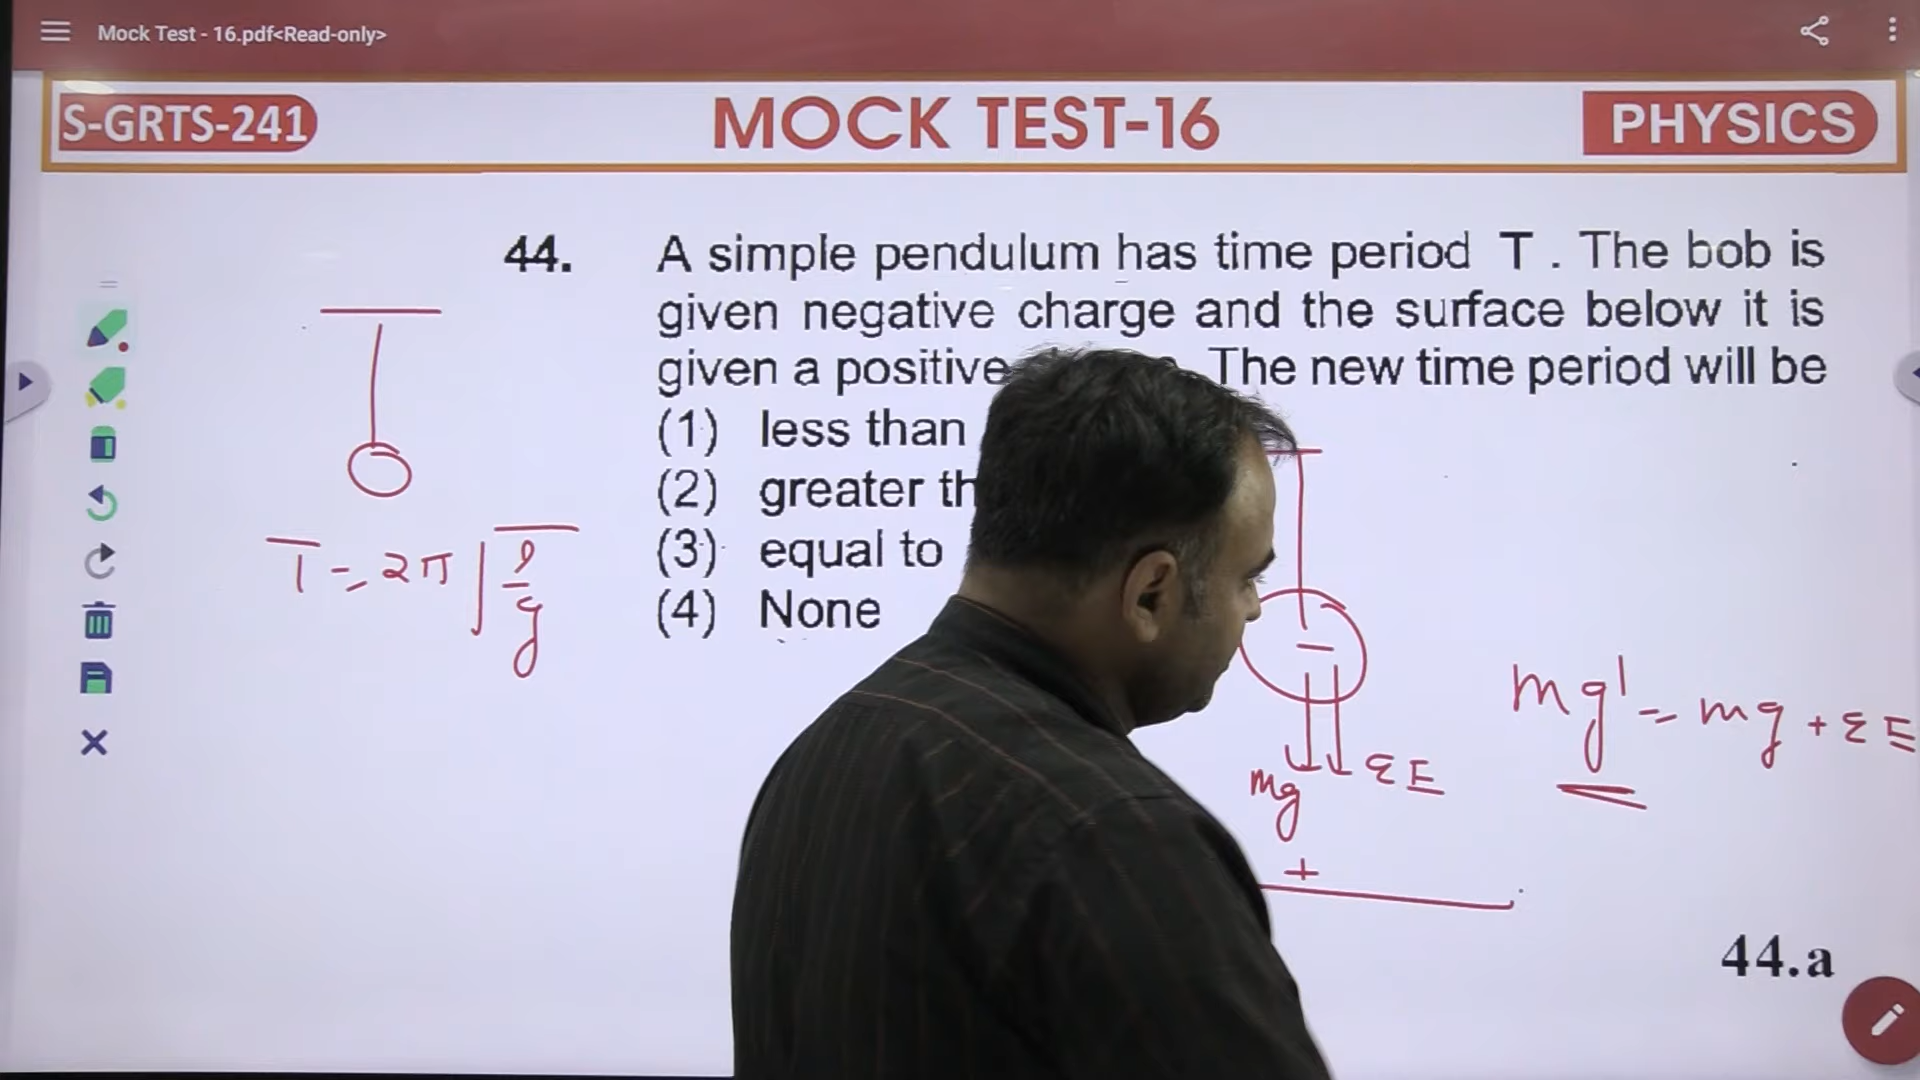 Mock Test - 16.pdf<Read-only>
S-GRTS-241
MOCK TEST-16
PHYSICS
44. A simple pendulum has time period T . The bob is
given negative charge and the surface below it is
given a positive The new time period will be
(1) less than
(2) greater
(3) equal to
(4) None
T = 2π √l/g
−
mg
qE
+
mg' = mg + qE
44.a